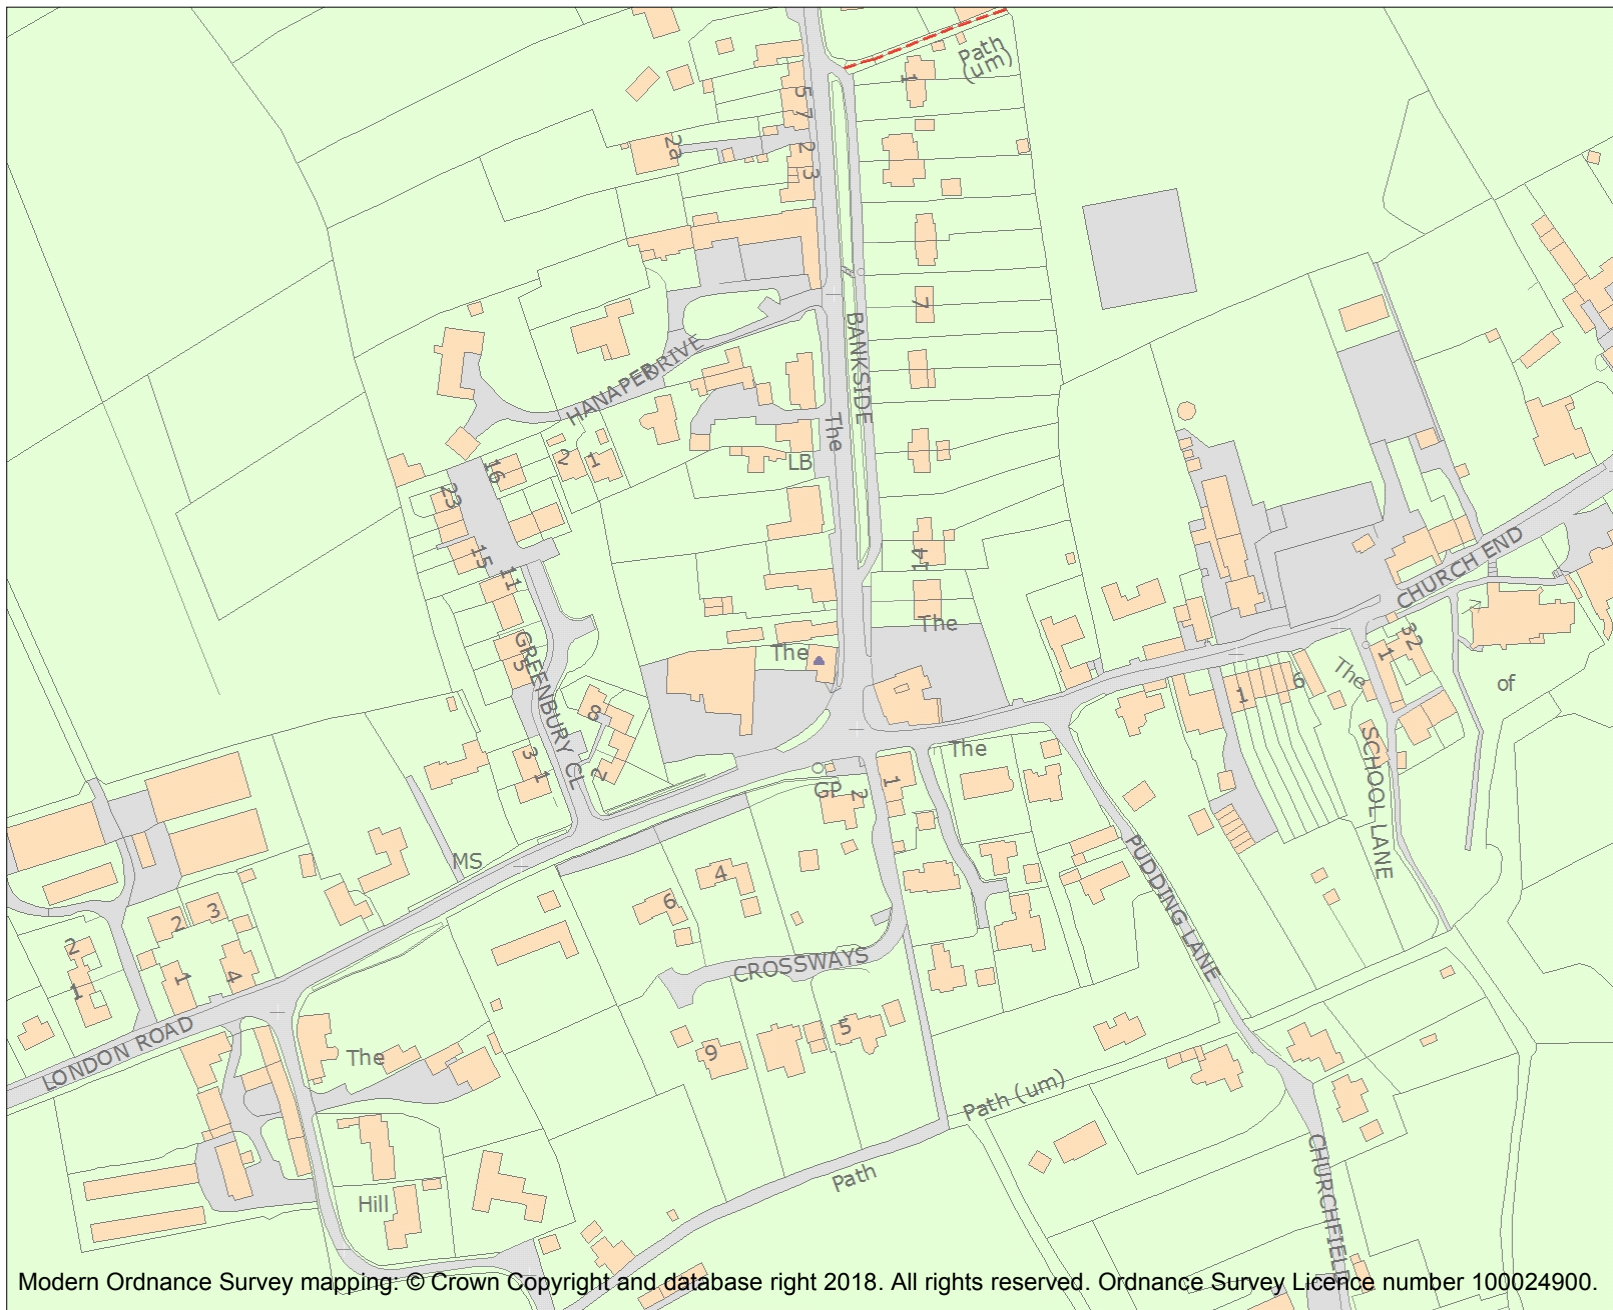 Path
(um)
1
5
7
2a
2
3
7
BANKSIDE
HANAPER DRIVE
The
LB
16
2
1
23
15
11
14
The
CHURCH END
GREENBURY CL
5
The
8
3
1
2
The
1
6
The
1
32
of
SCHOOL LANE
GP
2
1
MS
PUDDING LANE
4
6
2
3
2
1
1
4
CROSSWAYS
5
9
LONDON ROAD
The
Path (um)
Path
Hill
CHURCHFIEL
Modern Ordnance Survey mapping: © Crown Copyright and database right 2018. All rights reserved. Ordnance Survey Licence number 100024900.